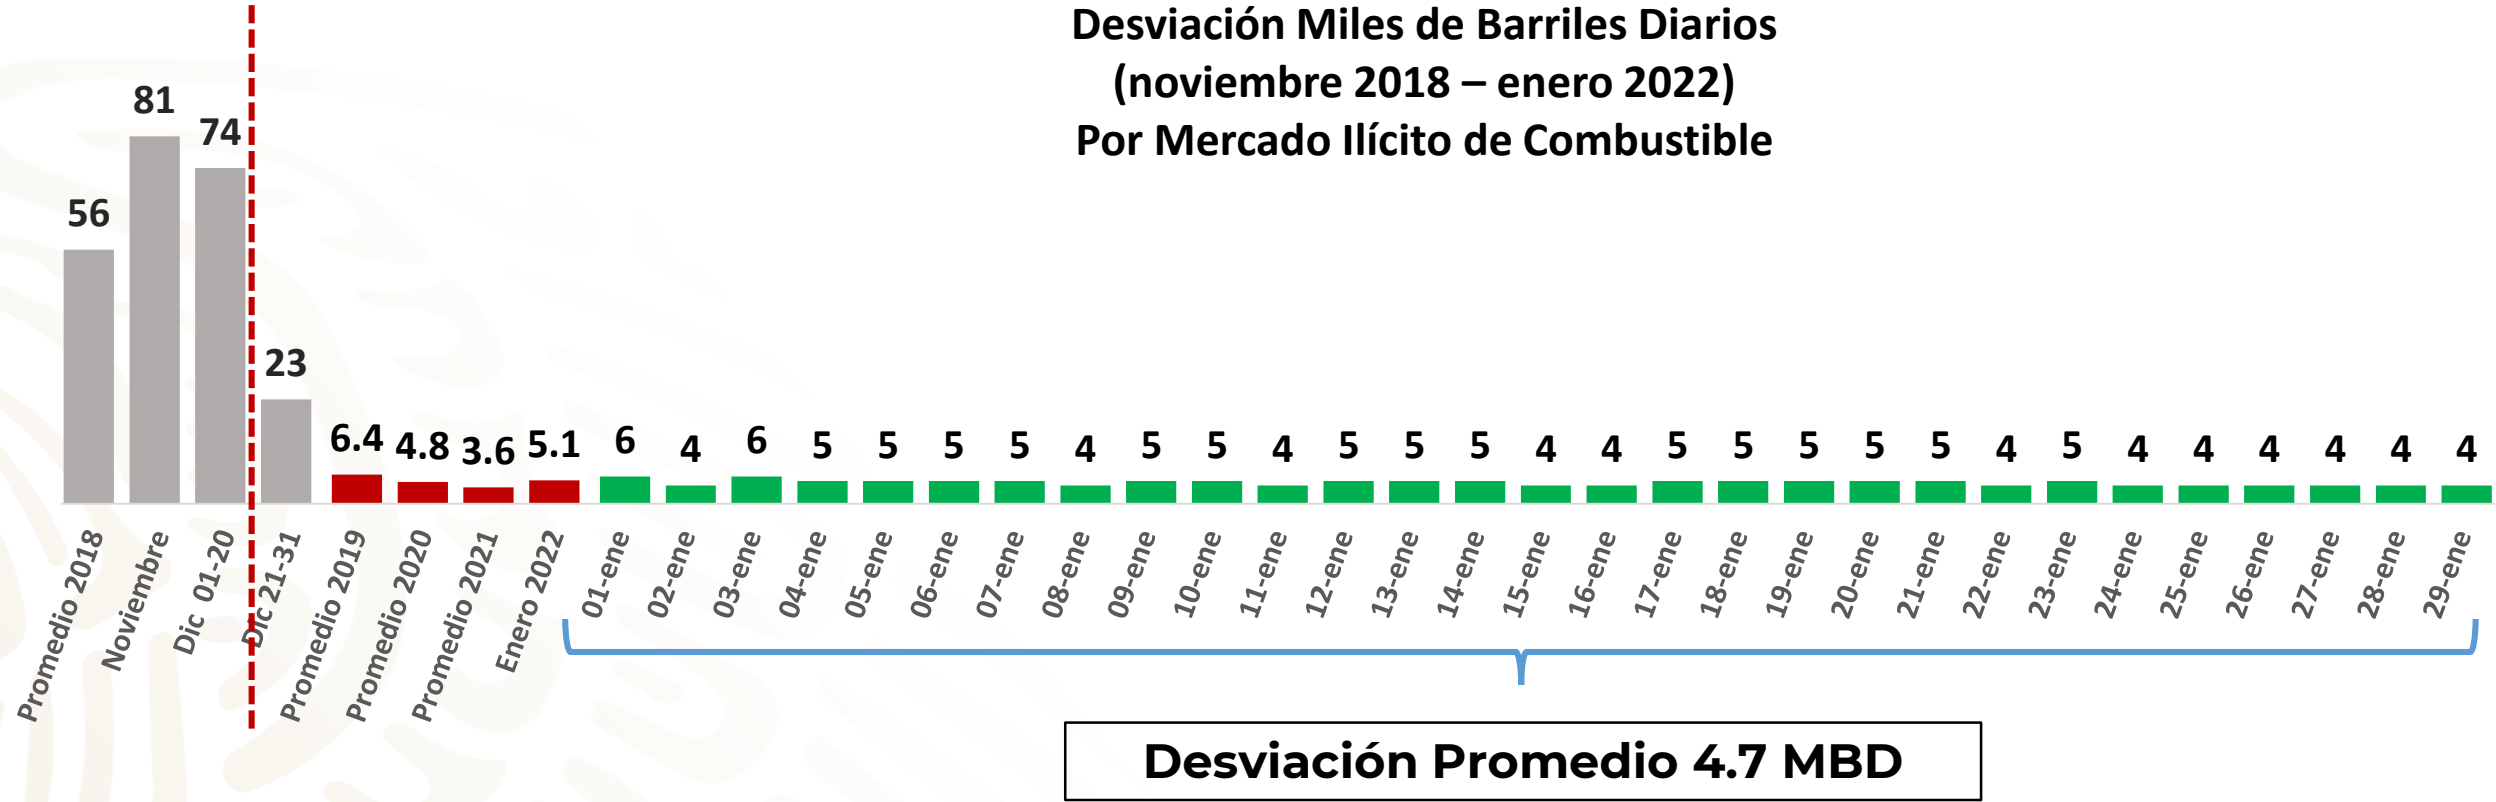 Desviación Miles de Barriles Diarios
(noviembre 2018 – enero 2022)
Por Mercado Ilícito de Combustible
56
81
74
23
6.4
4.8
3.6
5.1
6
4
6
5
5
5
5
4
5
5
4
5
5
5
4
4
5
5
5
5
5
4
5
4
4
4
4
4
4
Promedio 2018
Noviembre
Dic 01-20
Dic 21-31
Promedio 2019
Promedio 2020
Promedio 2021
Enero 2022
01-ene
02-ene
03-ene
04-ene
05-ene
06-ene
07-ene
08-ene
09-ene
10-ene
11-ene
12-ene
13-ene
14-ene
15-ene
16-ene
17-ene
18-ene
19-ene
20-ene
21-ene
22-ene
23-ene
24-ene
25-ene
26-ene
27-ene
28-ene
29-ene
Desviación Promedio 4.7 MBD